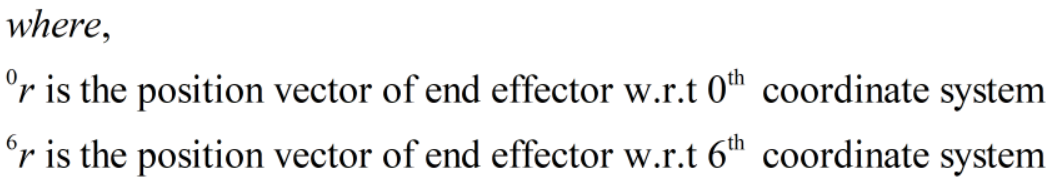 where,
⁰r is the position vector of end effector w.r.t 0ᵗʰ coordinate system
⁶r is the position vector of end effector w.r.t 6ᵗʰ coordinate system